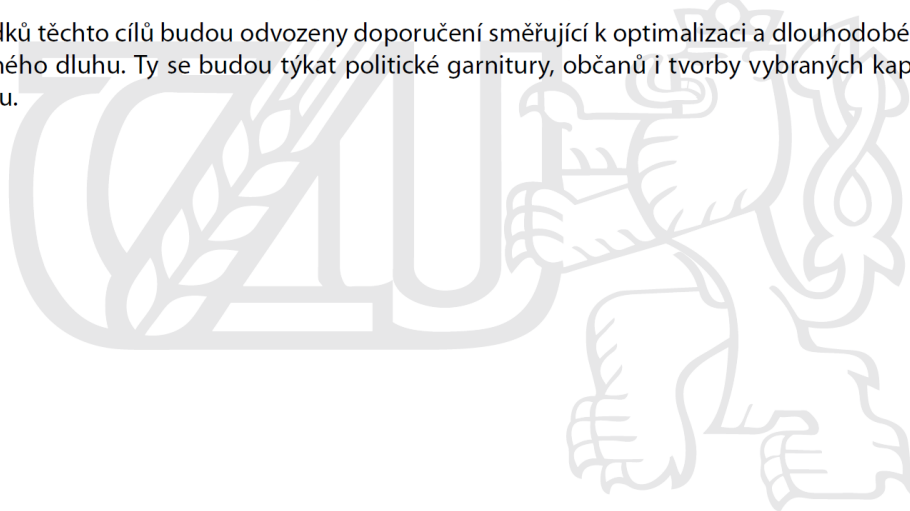 dků těchto cílů budou odvozeny doporučení směřující k optimalizaci a dlouhodobé
ného dluhu. Ty se budou týkat politické garnitury, občanů i tvorby vybraných kap
u.
ČZU